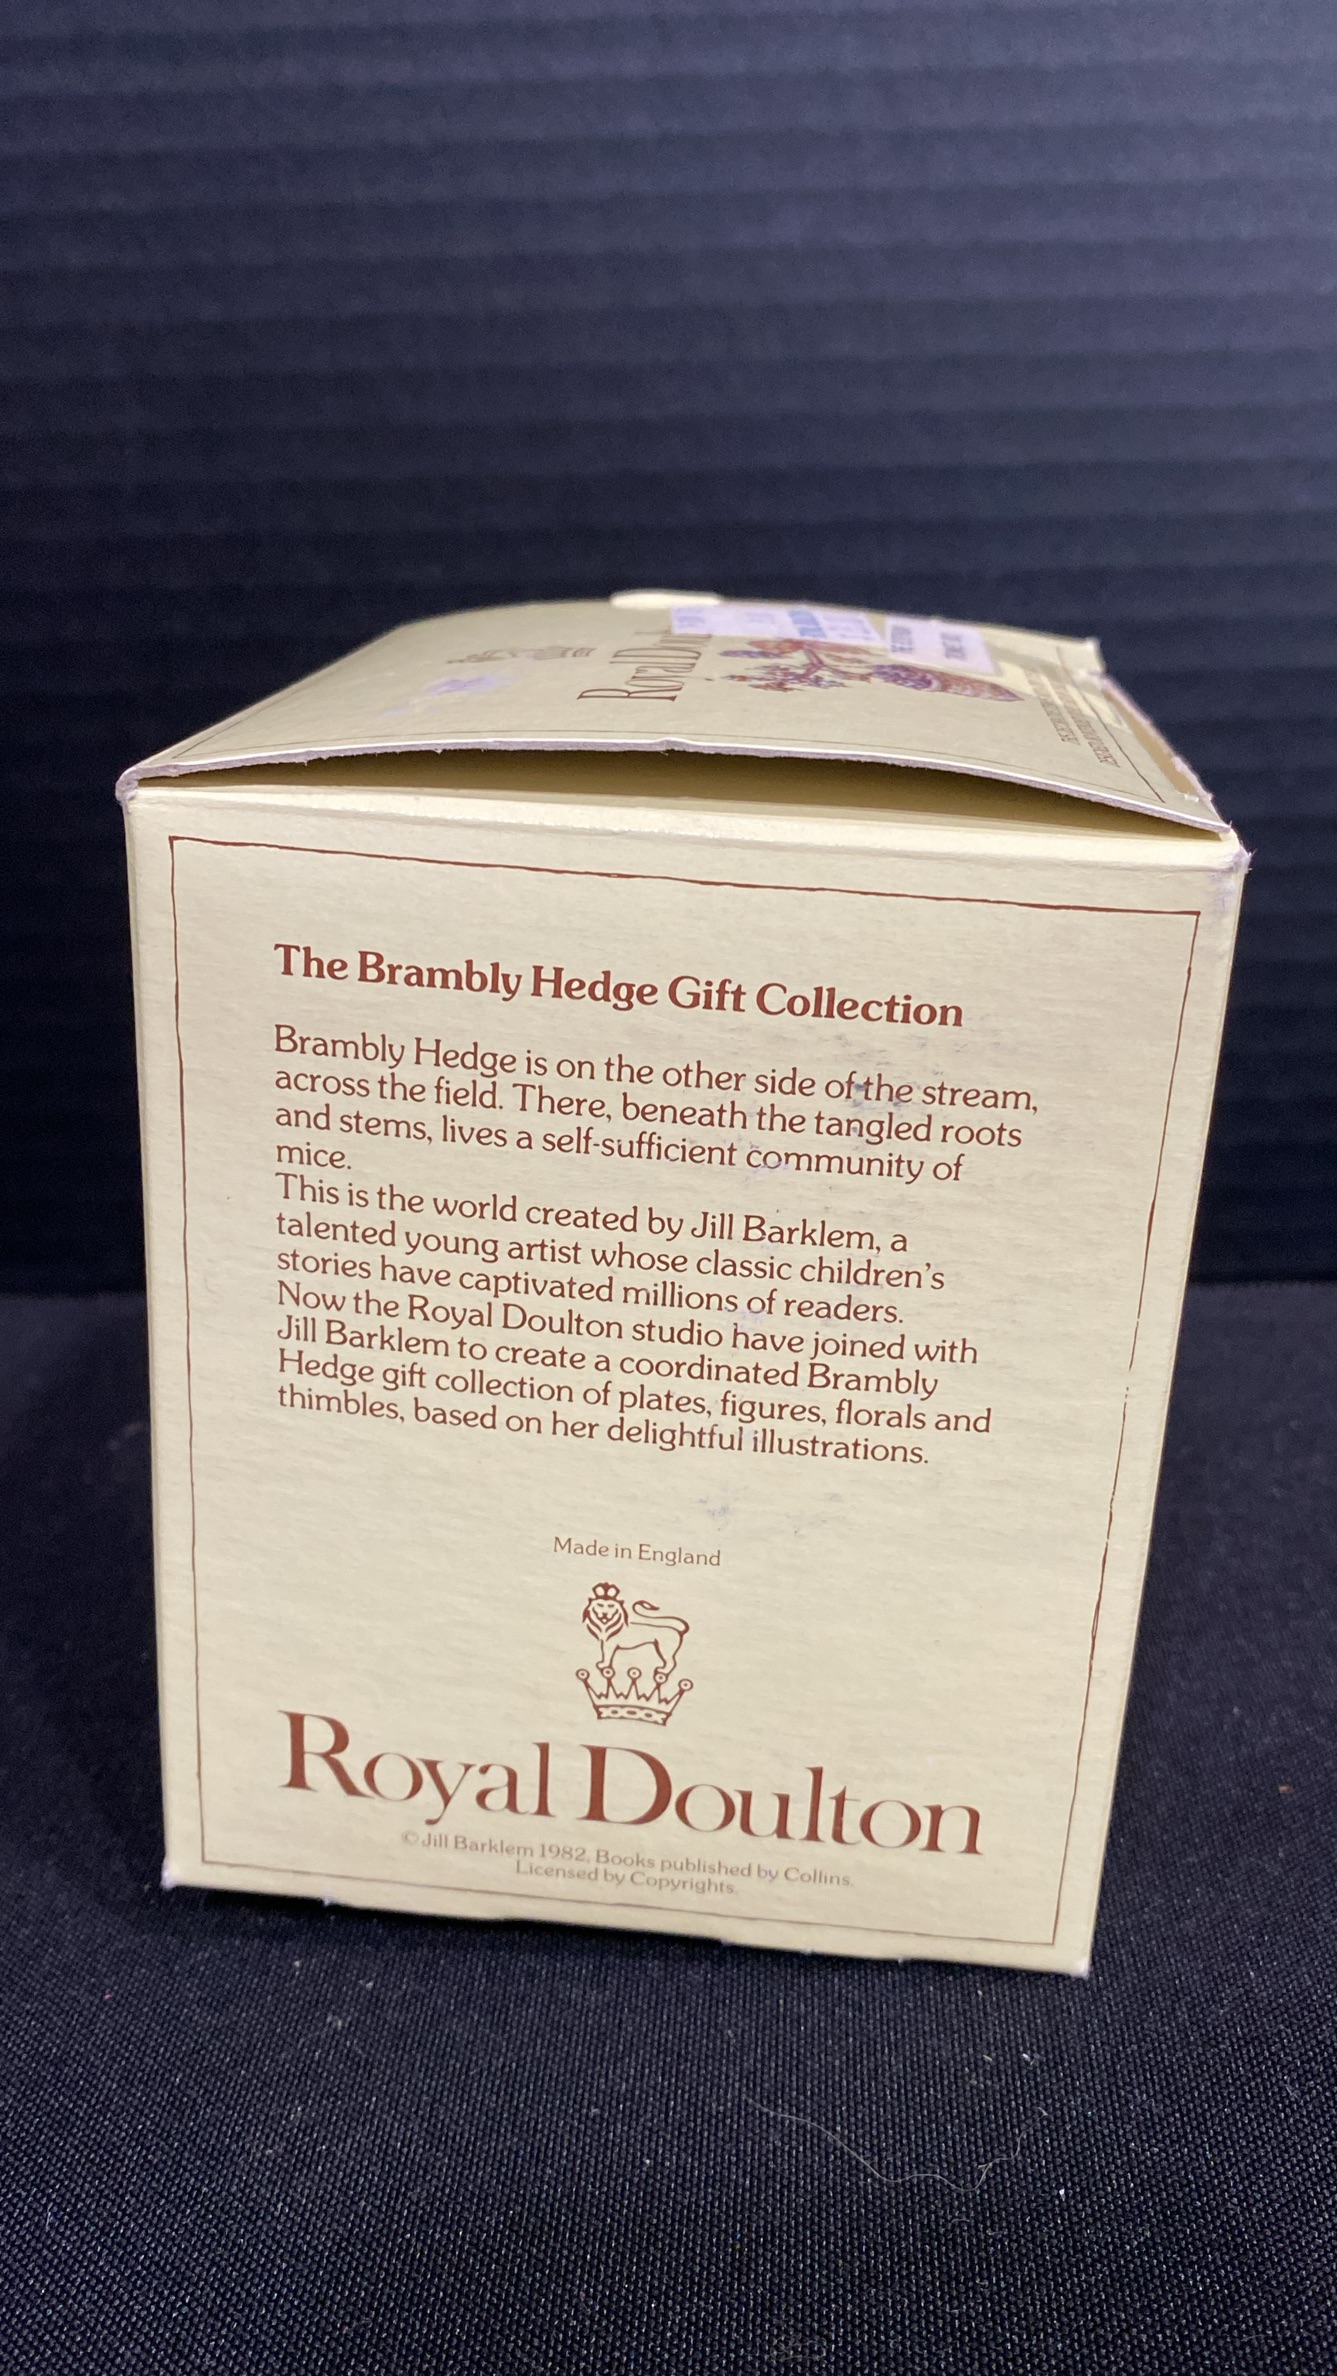 Royal Doul
The Brambly Hedge Gift Collection
Brambly Hedge is on the other side of the stream,
across the field. There, beneath the tangled roots
and stems, lives a self-sufficient community of
mice.
This is the world created by Jill Barklem, a
talented young artist whose classic children's
stories have captivated millions of readers.
Now the Royal Doulton studio have joined with
Jill Barklem to create a coordinated Brambly
Hedge gift collection of plates, figures, florals and
thimbles, based on her delightful illustrations.
Made in England
Royal Doulton
© Jill Barklem 1982. Books published by Collins.
Licensed by Copyrights.